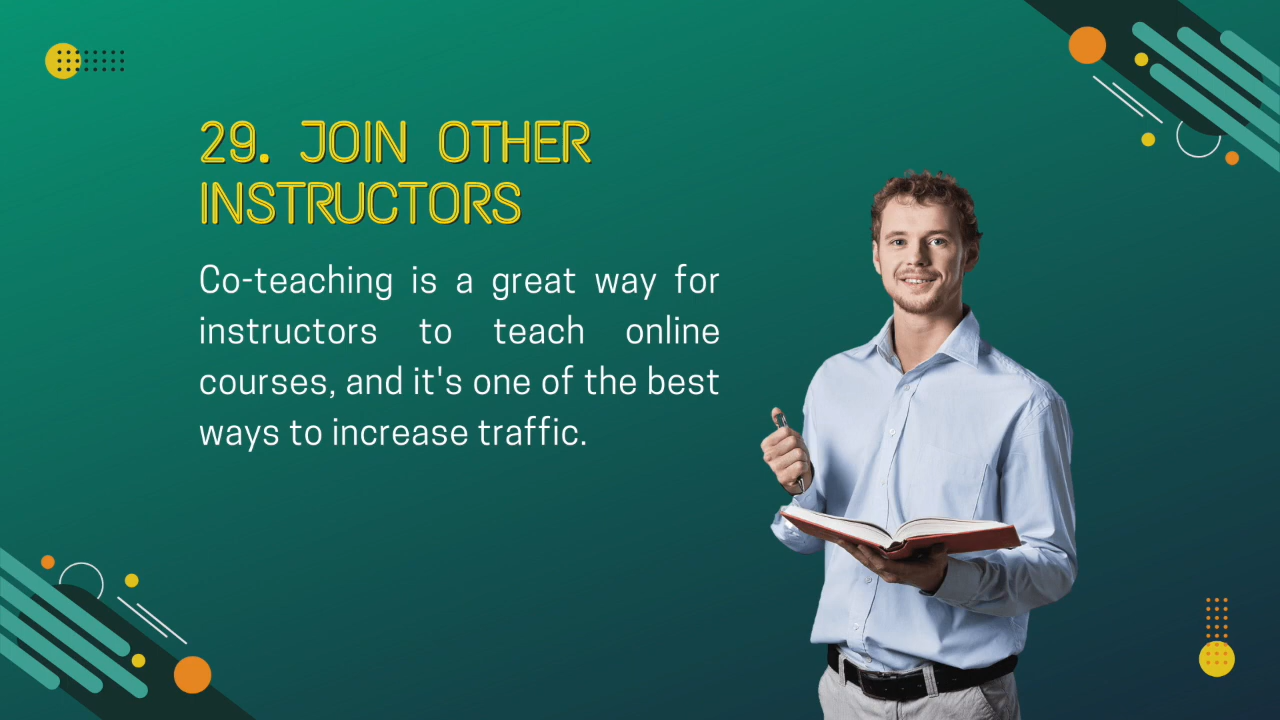 29. JOIN OTHER
INSTRUCTORS
Co-teaching is a great way for
instructors to teach online
courses, and it's one of the best
ways to increase traffic.